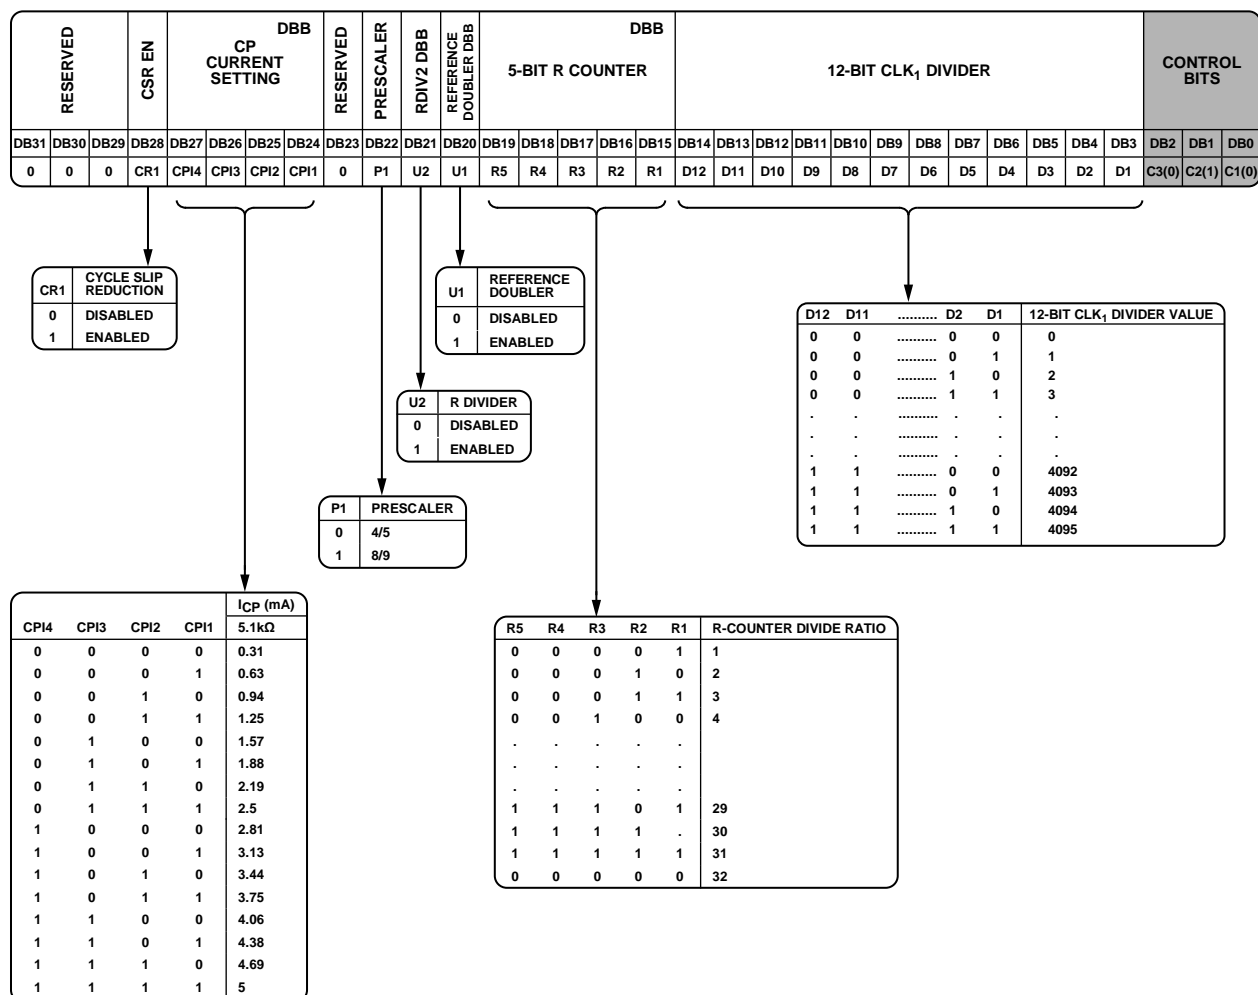 RESERVED
CSR EN
DBB
CP
CURRENT
SETTING
RESERVED
PRESCALER
RDIV2 DBB
REFERENCE
DOUBLER DBB
DBB
5-BIT R COUNTER
12-BIT CLK1 DIVIDER
CONTROL
BITS
DB31 DB30 DB29 DB28 DB27 DB26 DB25 DB24 DB23 DB22 DB21 DB20 DB19 DB18 DB17 DB16 DB15 DB14 DB13 DB12 DB11 DB10 DB9 DB8 DB7 DB6 DB5 DB4 DB3 DB2 DB1 DB0
0 0 0 CR1 CPI4 CPI3 CPI2 CPI1 0 P1 U2 U1 R5 R4 R3 R2 R1 D12 D11 D10 D9 D8 D7 D6 D5 D4 D3 D2 D1 C3(0) C2(1) C1(0)
CR1 CYCLE SLIP
REDUCTION
0 DISABLED
1 ENABLED
U1 REFERENCE
DOUBLER
0 DISABLED
1 ENABLED
U2 R DIVIDER
0 DISABLED
1 ENABLED
P1 PRESCALER
0 4/5
1 8/9
D12 D11 .......... D2 D1 12-BIT CLK1 DIVIDER VALUE
0 0 .......... 0 0 0
0 0 .......... 0 1 1
0 0 .......... 1 0 2
0 0 .......... 1 1 3
. . .......... . . .
. . .......... . . .
. . .......... . . .
1 1 .......... 0 0 4092
1 1 .......... 0 1 4093
1 1 .......... 1 0 4094
1 1 .......... 1 1 4095
ICP (mA)
CPI4 CPI3 CPI2 CPI1 5.1kΩ
0 0 0 0 0.31
0 0 0 1 0.63
0 0 1 0 0.94
0 0 1 1 1.25
0 1 0 0 1.57
0 1 0 1 1.88
0 1 1 0 2.19
0 1 1 1 2.5
1 0 0 0 2.81
1 0 0 1 3.13
1 0 1 0 3.44
1 0 1 1 3.75
1 1 0 0 4.06
1 1 0 1 4.38
1 1 1 0 4.69
1 1 1 1 5
R5 R4 R3 R2 R1 R-COUNTER DIVIDE RATIO
0 0 0 0 1 1
0 0 0 1 0 2
0 0 0 1 1 3
0 0 1 0 0 4
. . . . .
. . . . .
. . . . .
1 1 1 0 1 29
1 1 1 1 . 30
1 1 1 1 1 31
0 0 0 0 0 32